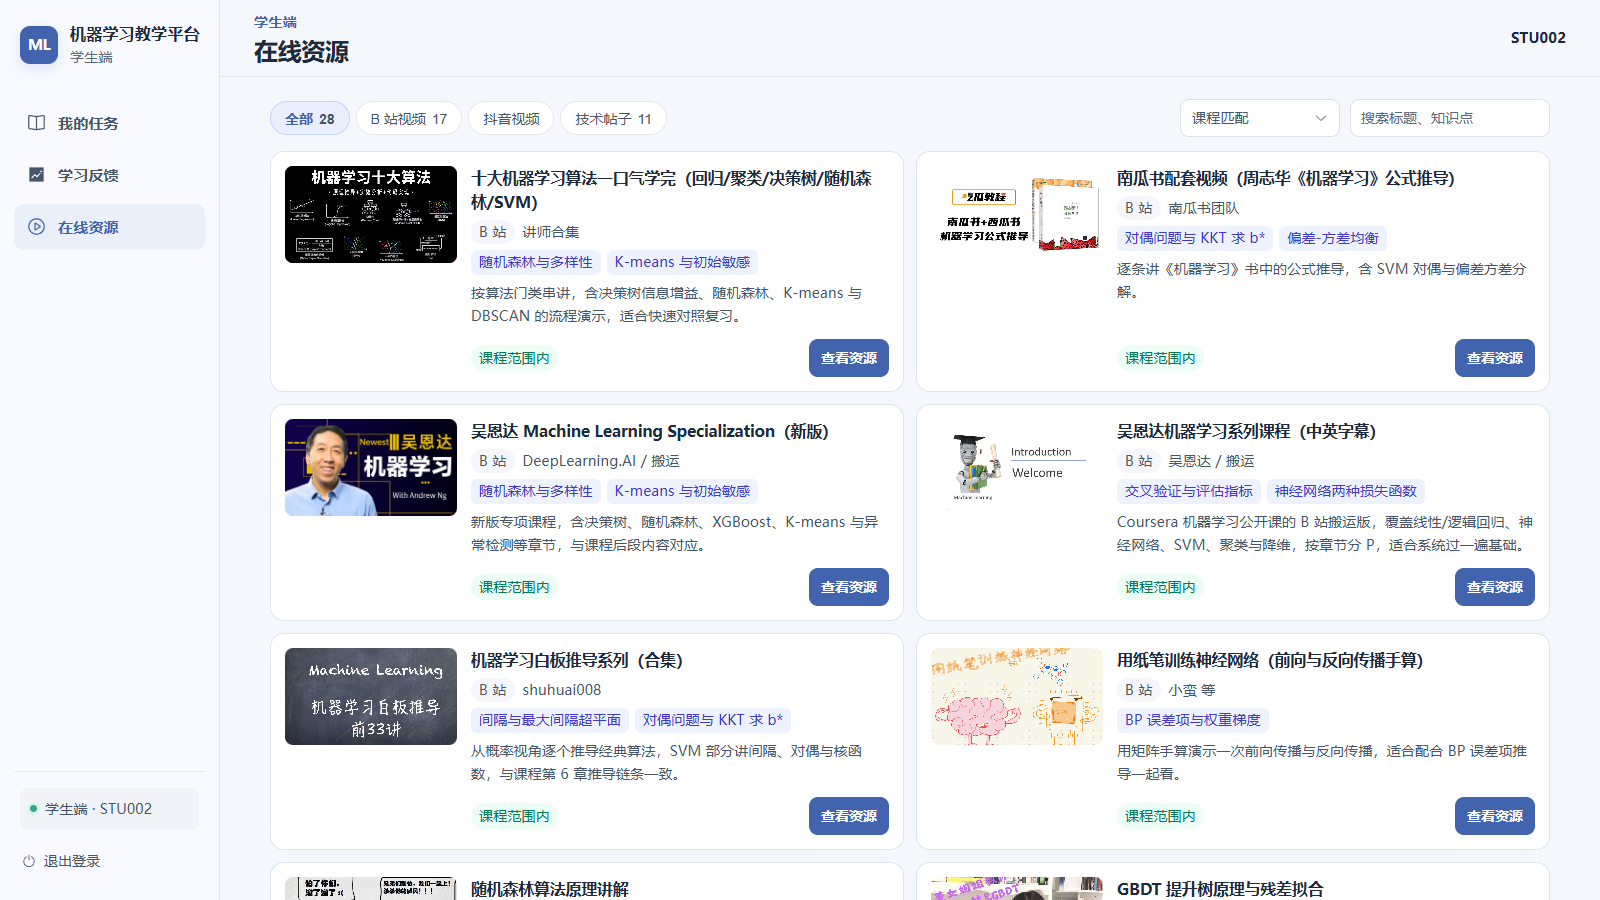 ML
机器学习教学平台
学生端
我的任务
学习反馈
在线资源
学生端 · STU002
退出登录
学生端
在线资源
STU002
全部 28
B 站视频 17
抖音视频
技术帖子 11
课程匹配
搜索标题、知识点
机器学习十大算法
十大机器学习算法一口气学完（回归/聚类/决策树/随机森
林/SVM）
B 站 讲师合集
随机森林与多样性 K-means 与初始敏感
按算法门类串讲，含决策树信息增益、随机森林、K-means 与
DBSCAN 的流程演示，适合快速对照复习。
课程范围内
查看资源
南瓜书+西瓜书
机器学习公式推导
南瓜书配套视频（周志华《机器学习》公式推导）
B 站 南瓜书团队
对偶问题与 KKT 求 b* 偏差-方差均衡
逐条讲《机器学习》书中的公式推导，含 SVM 对偶与偏差方差分
解。
课程范围内
查看资源
Newest 吴恩达
机器学习
With Andrew Ng
吴恩达 Machine Learning Specialization（新版）
B 站 DeepLearning.AI / 搬运
随机森林与多样性 K-means 与初始敏感
新版专项课程，含决策树、随机森林、XGBoost、K-means 与异
常检测等章节，与课程后段内容对应。
课程范围内
查看资源
Introduction
Welcome
Machine Learning
吴恩达机器学习系列课程（中英字幕）
B 站 吴恩达 / 搬运
交叉验证与评估指标 神经网络两种损失函数
Coursera 机器学习公开课的 B 站搬运版，覆盖线性/逻辑回归、神
经网络、SVM、聚类与降维，按章节分 P，适合系统过一遍基础。
课程范围内
查看资源
Machine Learning
机器学习白板推导
前33讲
机器学习白板推导系列（合集）
B 站 shuhuai008
间隔与最大间隔超平面 对偶问题与 KKT 求 b*
从概率视角逐个推导经典算法，SVM 部分讲间隔、对偶与核函
数，与课程第 6 章推导链条一致。
课程范围内
查看资源
用纸笔训练神经网络
用纸笔训练神经网络（前向与反向传播手算）
B 站 小蛮 等
BP 误差项与权重梯度
用矩阵手算演示一次前向传播与反向传播，适合配合 BP 误差项推
导一起看。
课程范围内
查看资源
随机森林算法原理讲解
GBDT 提升树原理与残差拟合